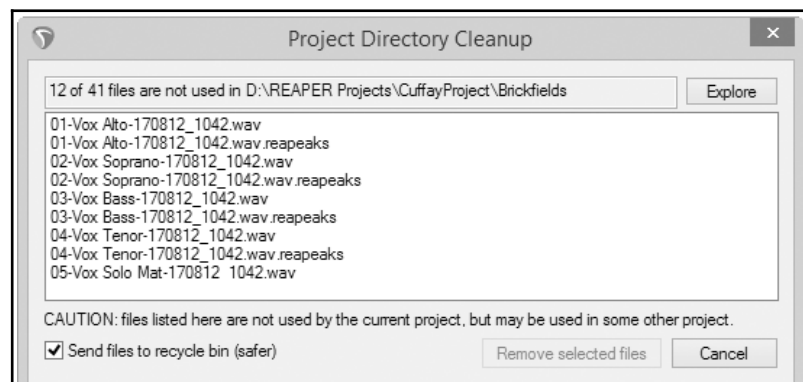 Project Directory Cleanup
12 of 41 files are not used in D:\REAPER Projects\CuffayProject\Brickfields
Explore
01-Vox Alto-170812_1042.wav
01-Vox Alto-170812_1042.wav.reapeaks
02-Vox Soprano-170812_1042.wav
02-Vox Soprano-170812_1042.wav.reapeaks
03-Vox Bass-170812_1042.wav
03-Vox Bass-170812_1042.wav.reapeaks
04-Vox Tenor-170812_1042.wav
04-Vox Tenor-170812_1042.wav.reapeaks
05-Vox Solo Mat-170812 1042.wav
CAUTION: files listed here are not used by the current project, but may be used in some other project.
Send files to recycle bin (safer)
Remove selected files
Cancel